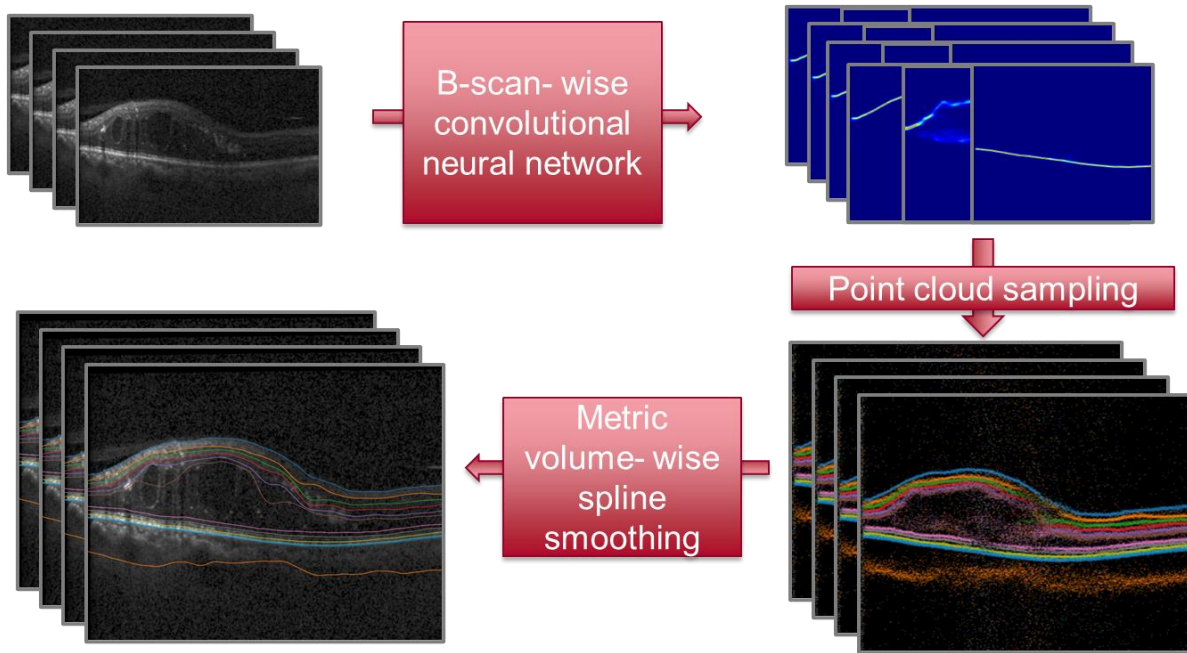 B-scan- wise
convolutional
neural network
Point cloud sampling
Metric
volume- wise
spline
smoothing